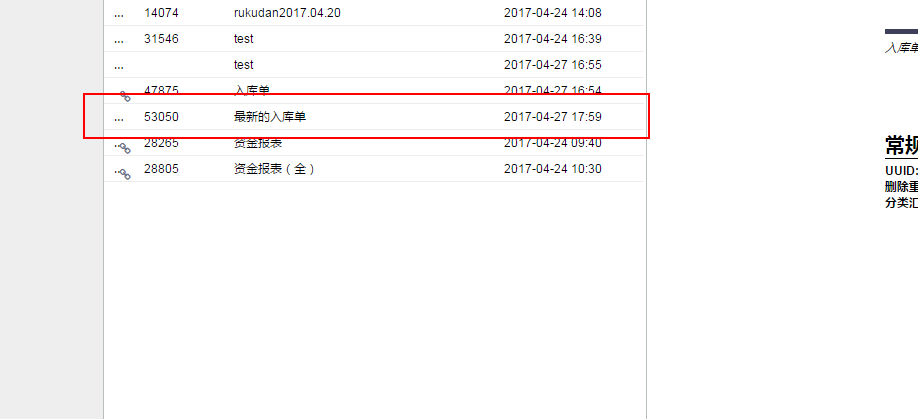 ... 14074 rukudan2017.04.20 2017-04-24 14:08
... 31546 test 2017-04-24 16:39
... test 2017-04-27 16:55
47875 入库单 2017-04-27 16:54
... 53050 最新的入库单 2017-04-27 17:59
... 28265 资金报表 2017-04-24 09:40
... 28805 资金报表（全） 2017-04-24 10:30
入库单
常规
UUID:
删除重
分类汇